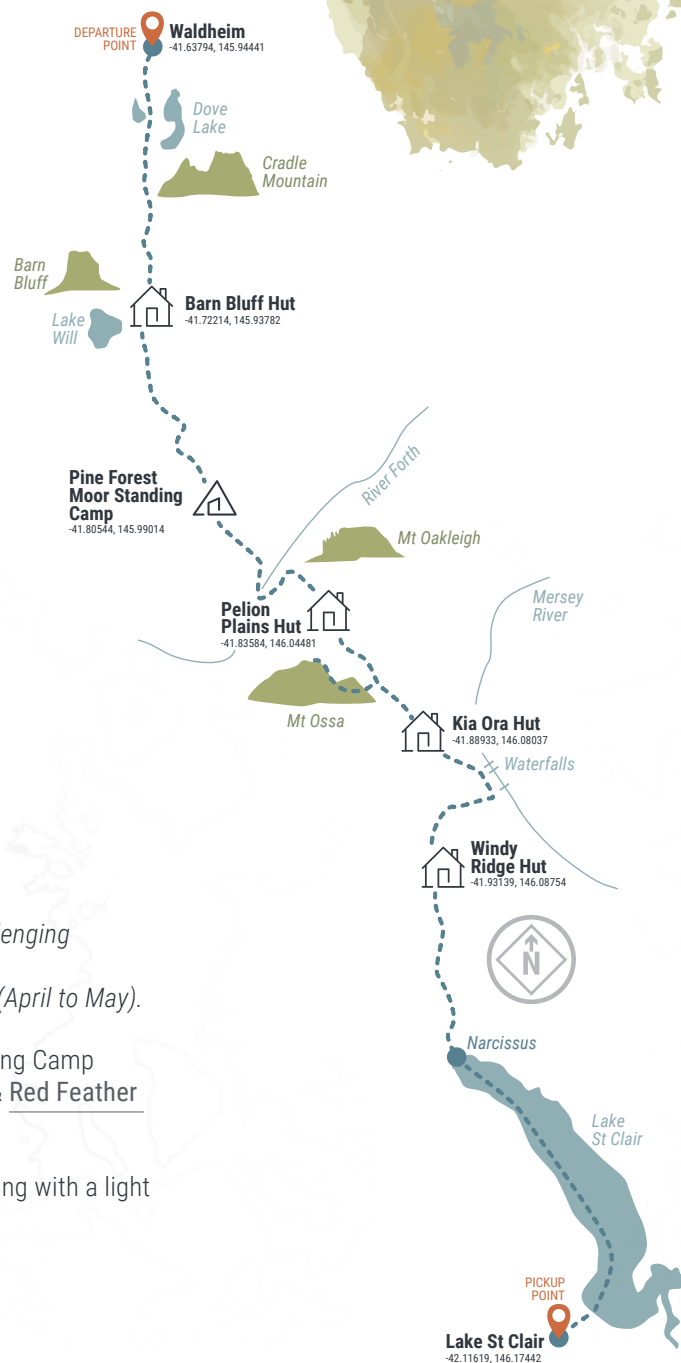 DEPARTURE
POINT
Waldheim
-41.63794, 145.94441
Dove
Lake
Cradle
Mountain
Barn
Bluff
Barn Bluff Hut
-41.72214, 145.93782
Lake
Will
Pine Forest
Moor Standing
Camp
-41.80544, 145.99014
River Forth
Mt Oakleigh
Mersey
River
Pelion
Plains Hut
-41.83584, 146.04481
Mt Ossa
Kia Ora Hut
-41.88933, 146.08037
Waterfalls
Windy
Ridge Hut
-41.93139, 146.08754
N
lenging
(April to May).
Narcissus
ng Camp
Red Feather
Lake
St Clair
ng with a light
PICKUP
POINT
Lake St Clair
-42.11619, 146.17442